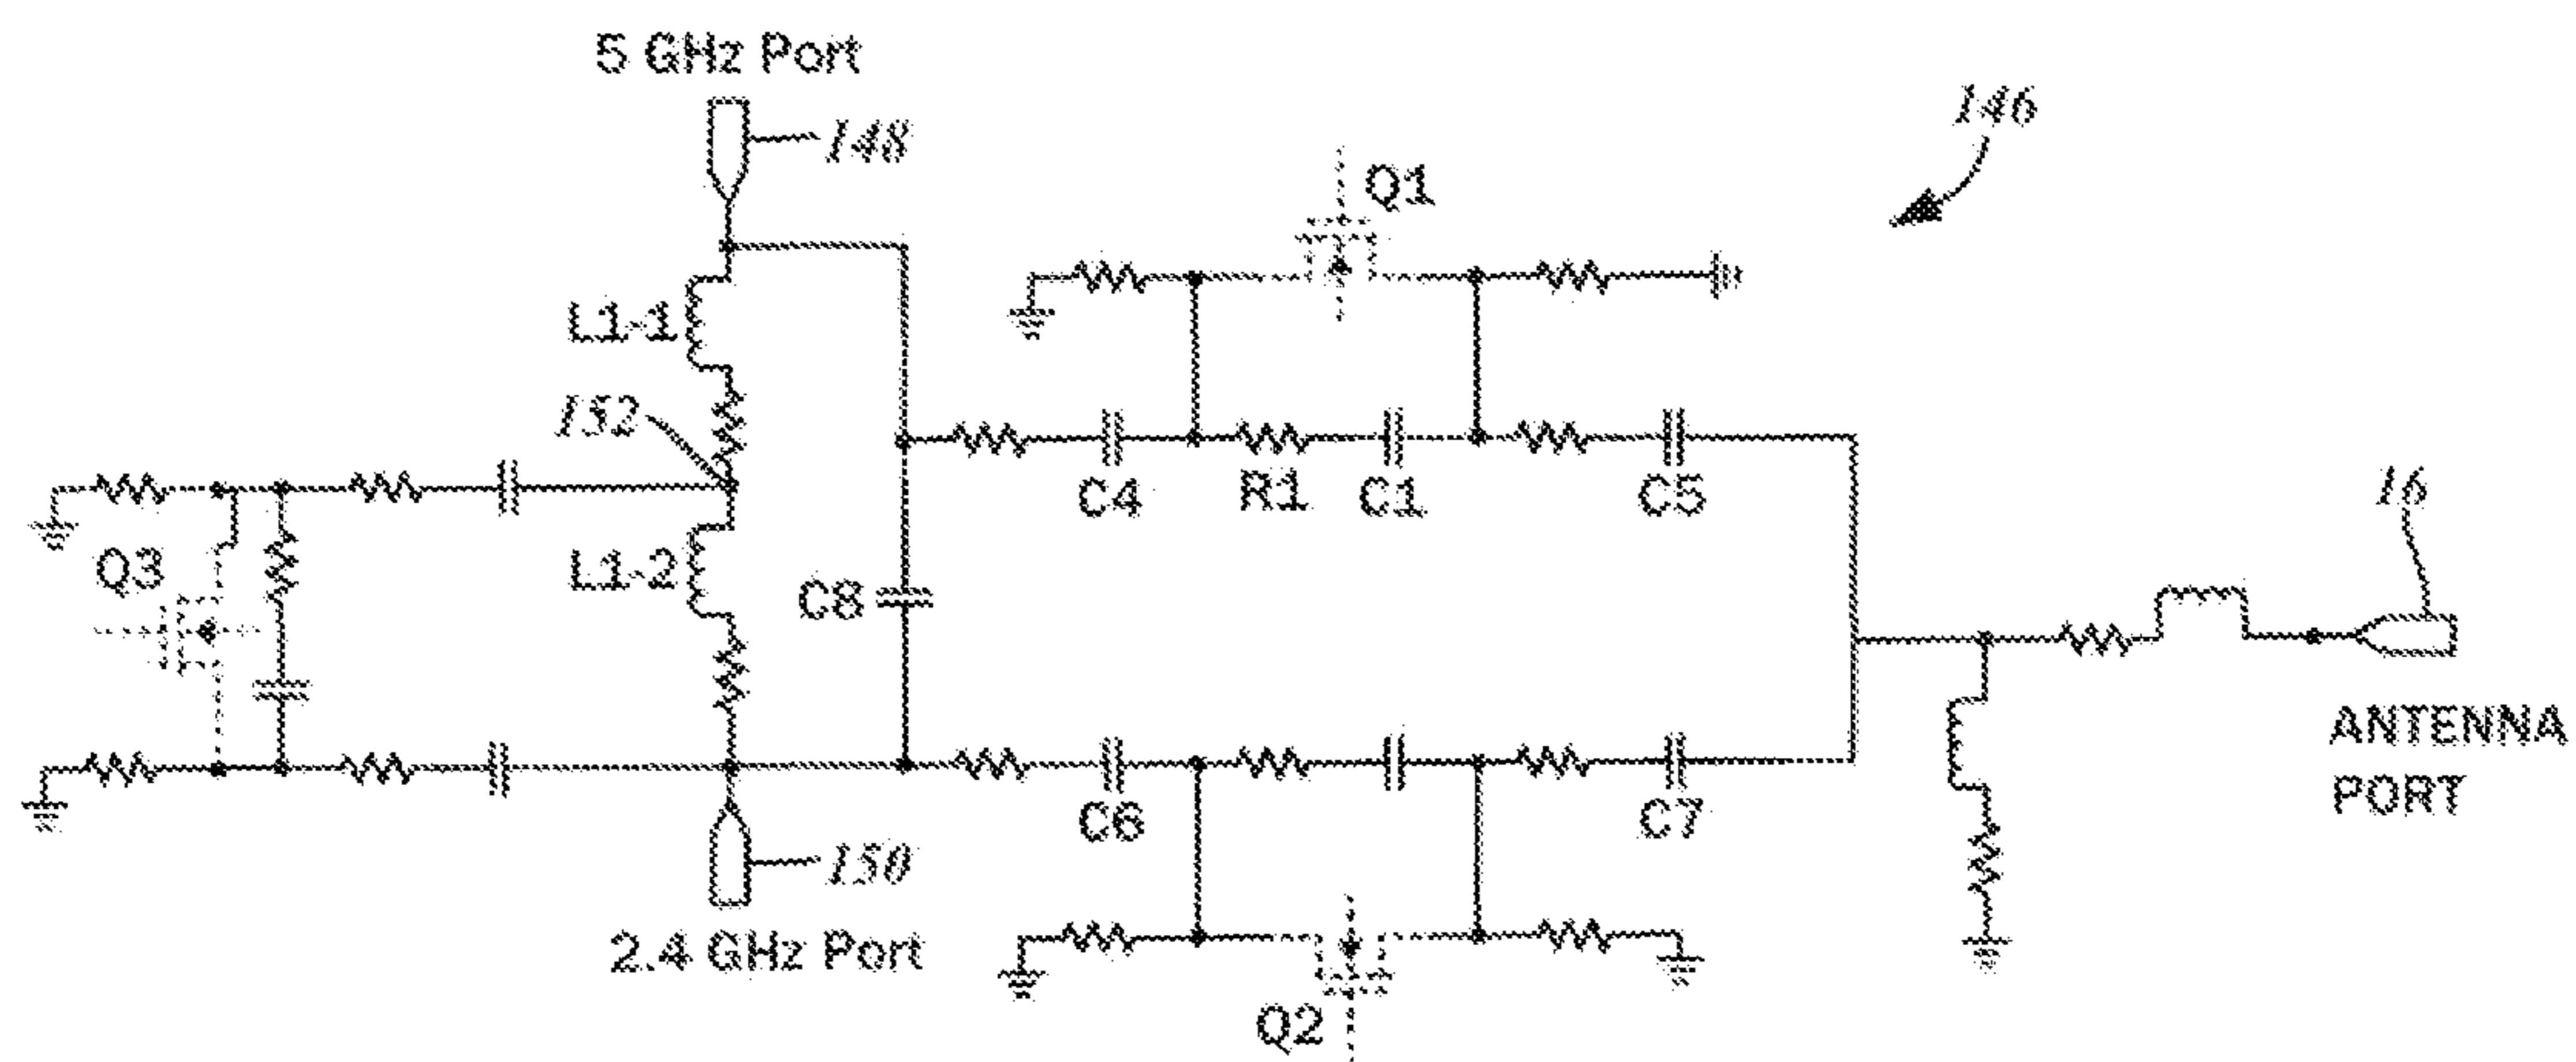 5 GHz Port
148
146
Q1
L1-1
152
C4
R1
C1
C5
16
Q3
L1-2
C8
ANTENNA
PORT
C6
C7
150
2.4 GHz Port
Q2